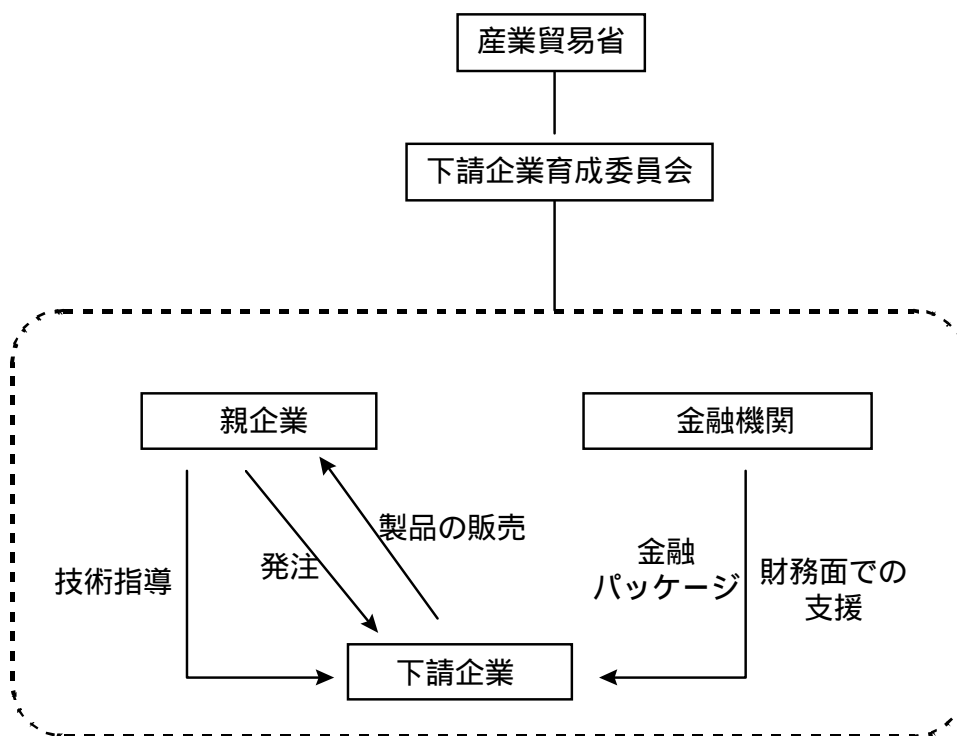 産業貿易省
下請企業育成委員会
親企業
金融機関
製品の販売
発注
技術指導
金融
パッケージ
財務面での
支援
下請企業